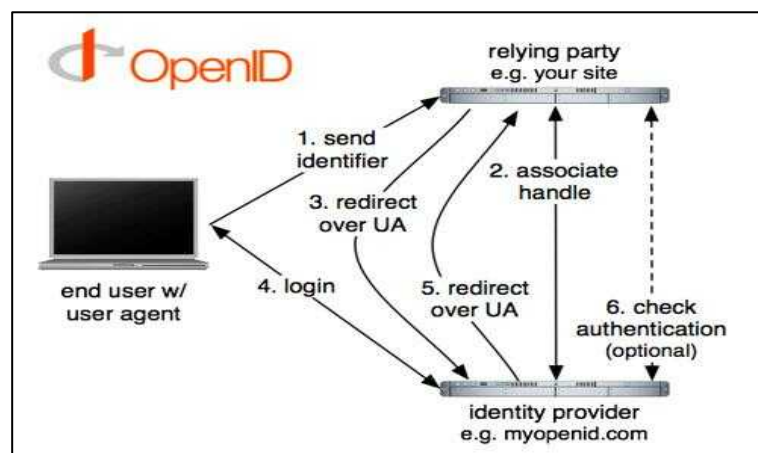 OpenID
relying party
e.g. your site
1. send
identifier
2. associate
handle
3. redirect
over UA
4. login
5. redirect
over UA
end user w/
user agent
6. check
authentication
(optional)
identity provider
e.g. myopenid.com